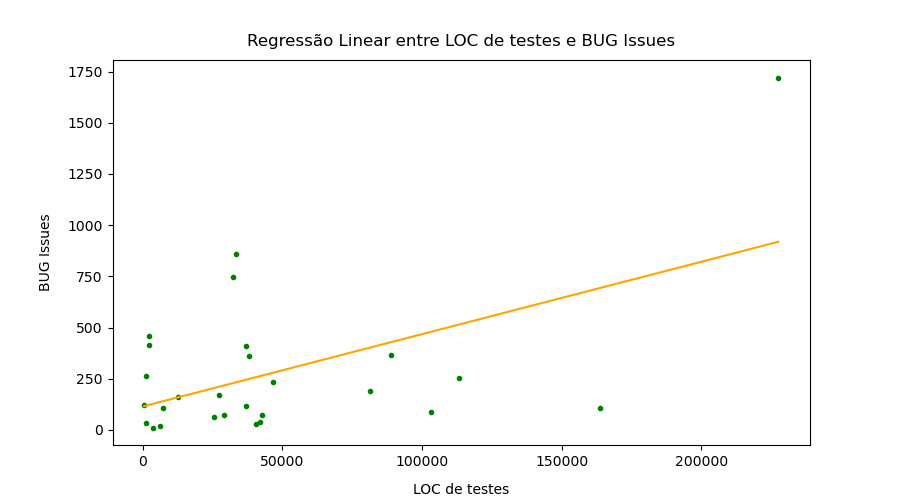 Regressão Linear entre LOC de testes e BUG Issues
1750
1500
1250
1000
750
500
250
0
BUG Issues
0 50000 100000 150000 200000
LOC de testes